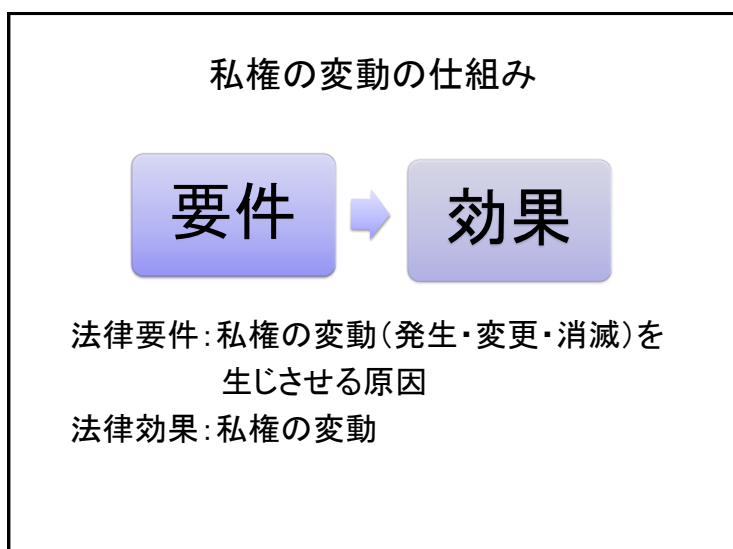 私権の変動の仕組み
要件
効果
法律要件：私権の変動（発生・変更・消滅）を
生じさせる原因
法律効果：私権の変動